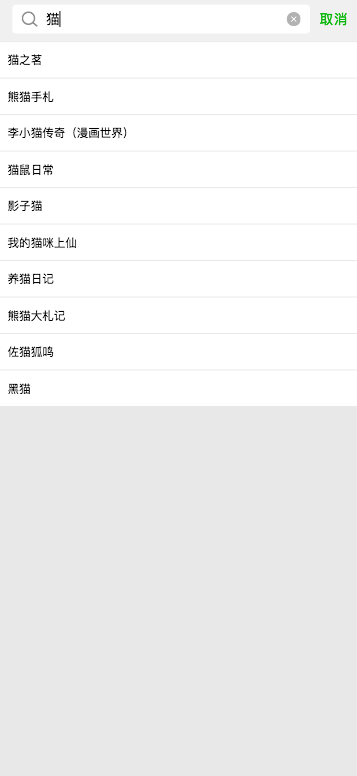 猫 取消
猫之茗
熊猫手札
李小猫传奇（漫画世界）
猫鼠日常
影子猫
我的猫咪上仙
养猫日记
熊猫大札记
佐猫狐鸣
黑猫